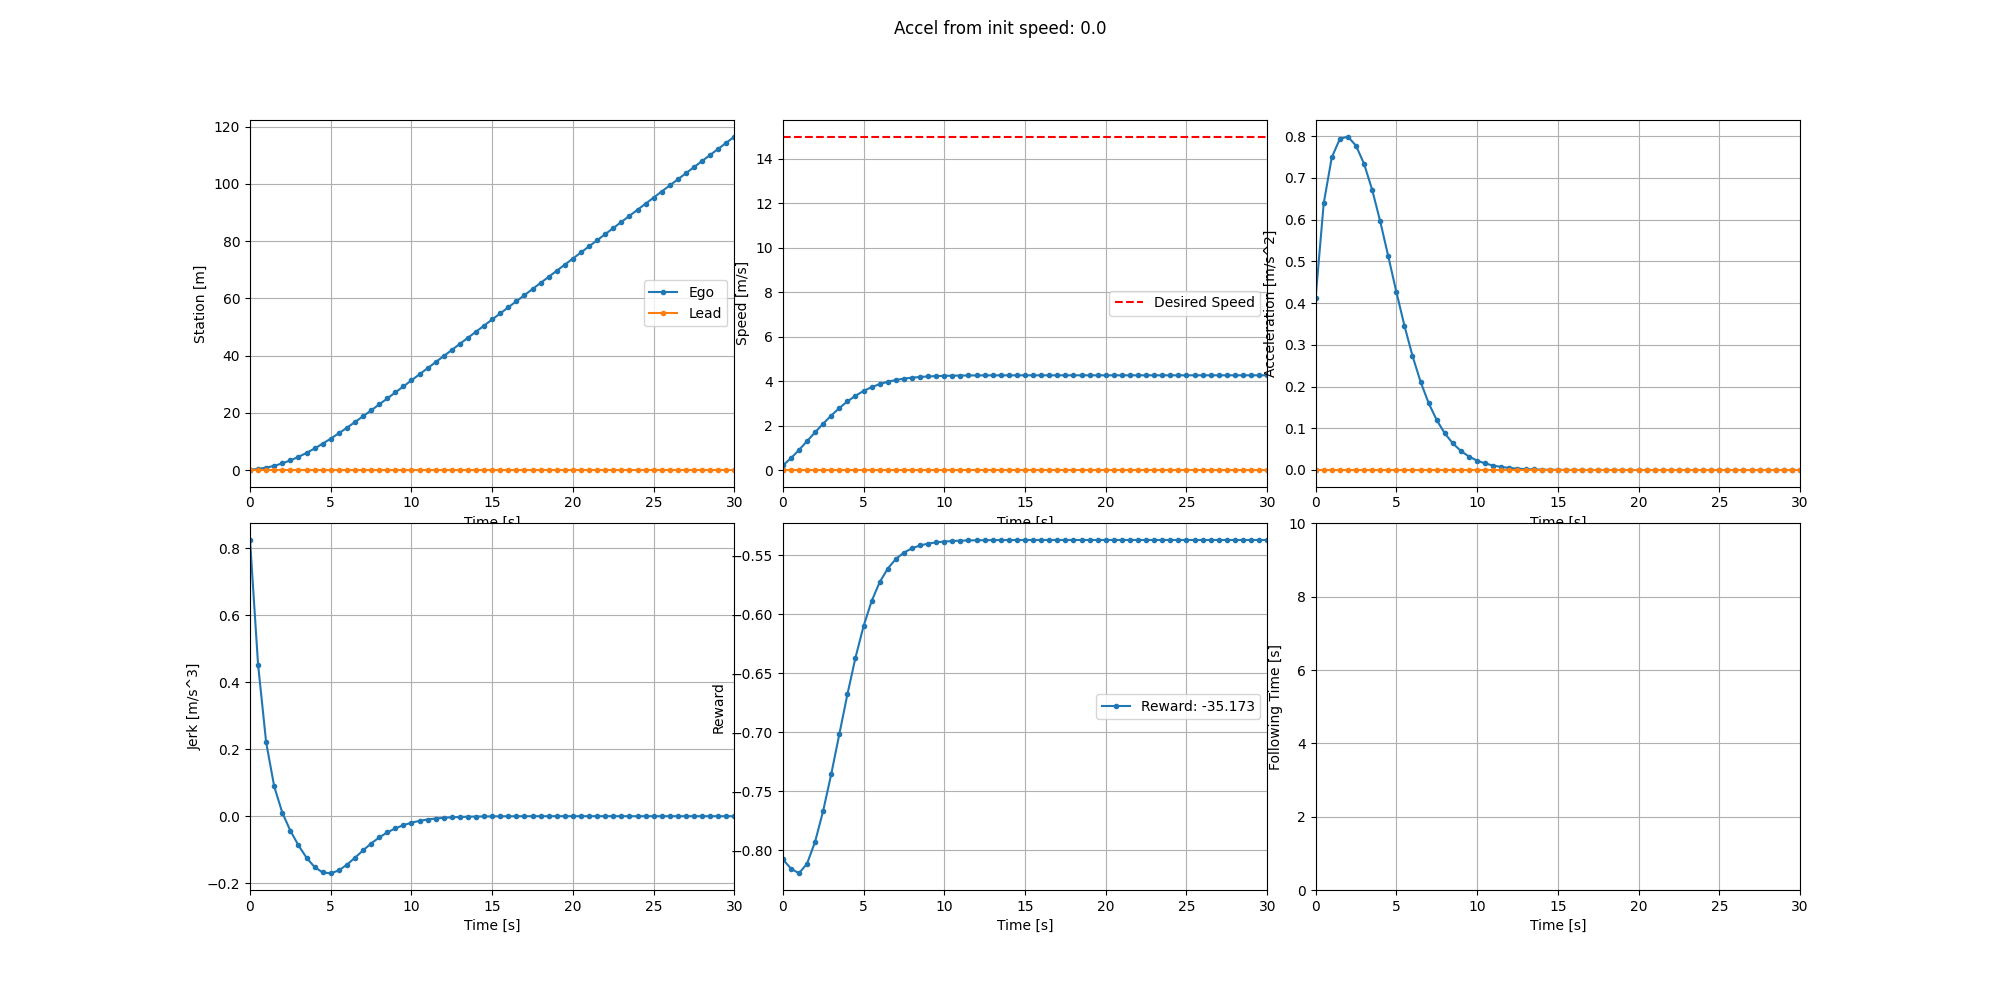 Accel from init speed: 0.0
120
100
80
60
40
20
0
Station [m]
Ego
Lead
0 5 10 15 20 25 30
Time [s]
14
12
10
8
6
4
2
0
Speed [m/s]
Desired Speed
0 5 10 15 20 25 30
Time [s]
0.8
0.7
0.6
0.5
0.4
0.3
0.2
0.1
0.0
Acceleration [m/s^2]
0 5 10 15 20 25 30
Time [s]
0.8
0.6
0.4
0.2
0.0
−0.2
Jerk [m/s^3]
0 5 10 15 20 25 30
Time [s]
−0.55
−0.60
−0.65
−0.70
−0.75
−0.80
Reward
Reward: -35.173
0 5 10 15 20 25 30
Time [s]
10
8
6
4
2
0
Following Time [s]
0 5 10 15 20 25 30
Time [s]